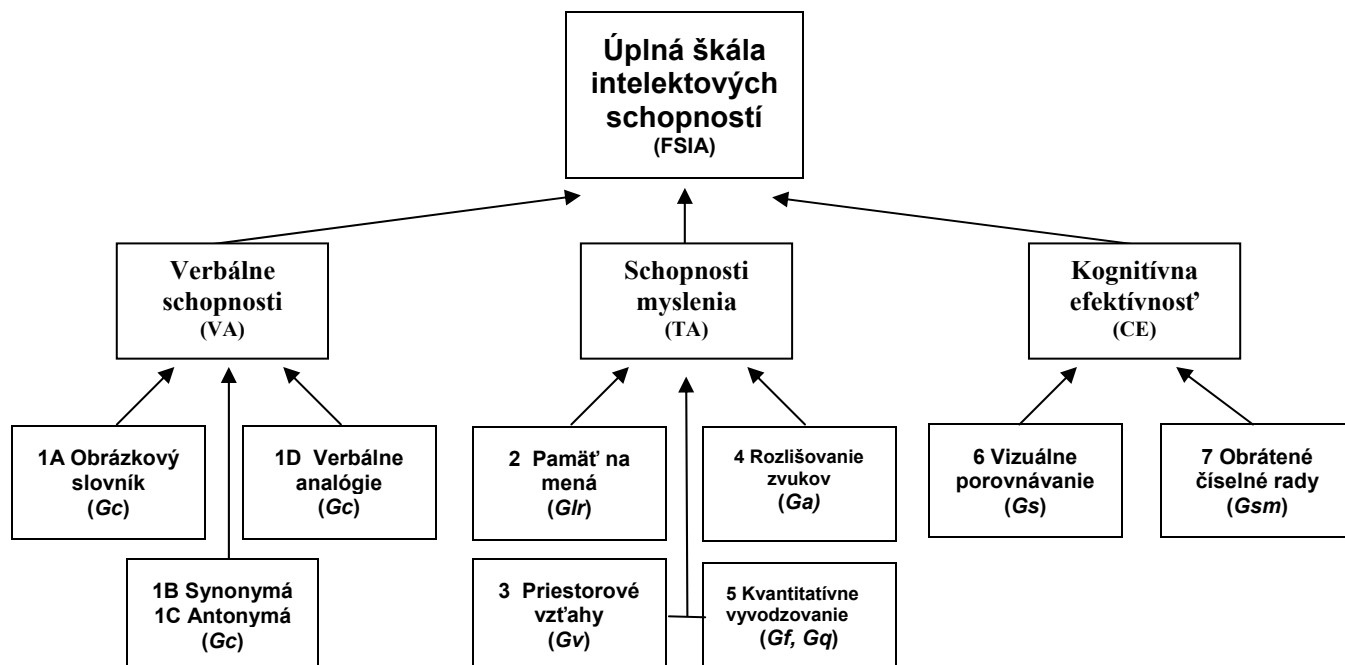 Úplná škála
intelektových
schopností
(FSIA)
Verbálne
schopnosti
(VA)
Schopnosti
myslenia
(TA)
Kognitívna
efektívnosť
(CE)
1A Obrázkový
slovník
(Gc)
1D Verbálne
analógie
(Gc)
2 Pamäť na
mená
(Glr)
4 Rozlišovanie
zvukov
(Ga)
6 Vizuálne
porovnávanie
(Gs)
7 Obrátené
číselné rady
(Gsm)
1B Synonymá
1C Antonymá
(Gc)
3 Priestorové
vzťahy
(Gv)
5 Kvantitatívne
vyvodzovanie
(Gf, Gq)